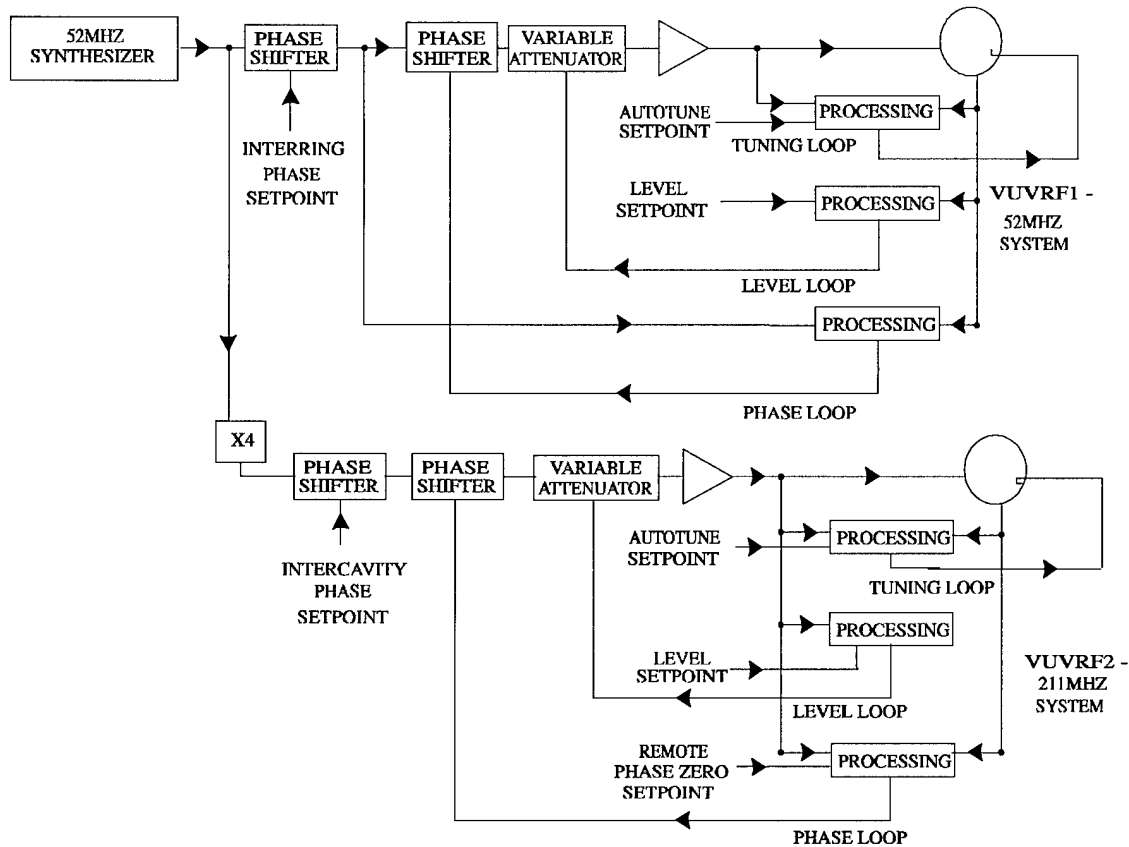 52MHZ
SYNTHESIZER
PHASE
SHIFTER
PHASE
SHIFTER
VARIABLE
ATTENUATOR
INTERRING
PHASE
SETPOINT
AUTOTUNE
SETPOINT
PROCESSING
TUNING LOOP
LEVEL
SETPOINT
PROCESSING
VUVRF1 -
52MHZ
SYSTEM
LEVEL LOOP
PROCESSING
PHASE LOOP
X4
PHASE
SHIFTER
PHASE
SHIFTER
VARIABLE
ATTENUATOR
INTERCAVITY
PHASE
SETPOINT
AUTOTUNE
SETPOINT
PROCESSING
TUNING LOOP
PROCESSING
LEVEL
SETPOINT
VUVRF2 -
211MHZ
SYSTEM
LEVEL LOOP
REMOTE
PHASE ZERO
SETPOINT
PROCESSING
PHASE LOOP